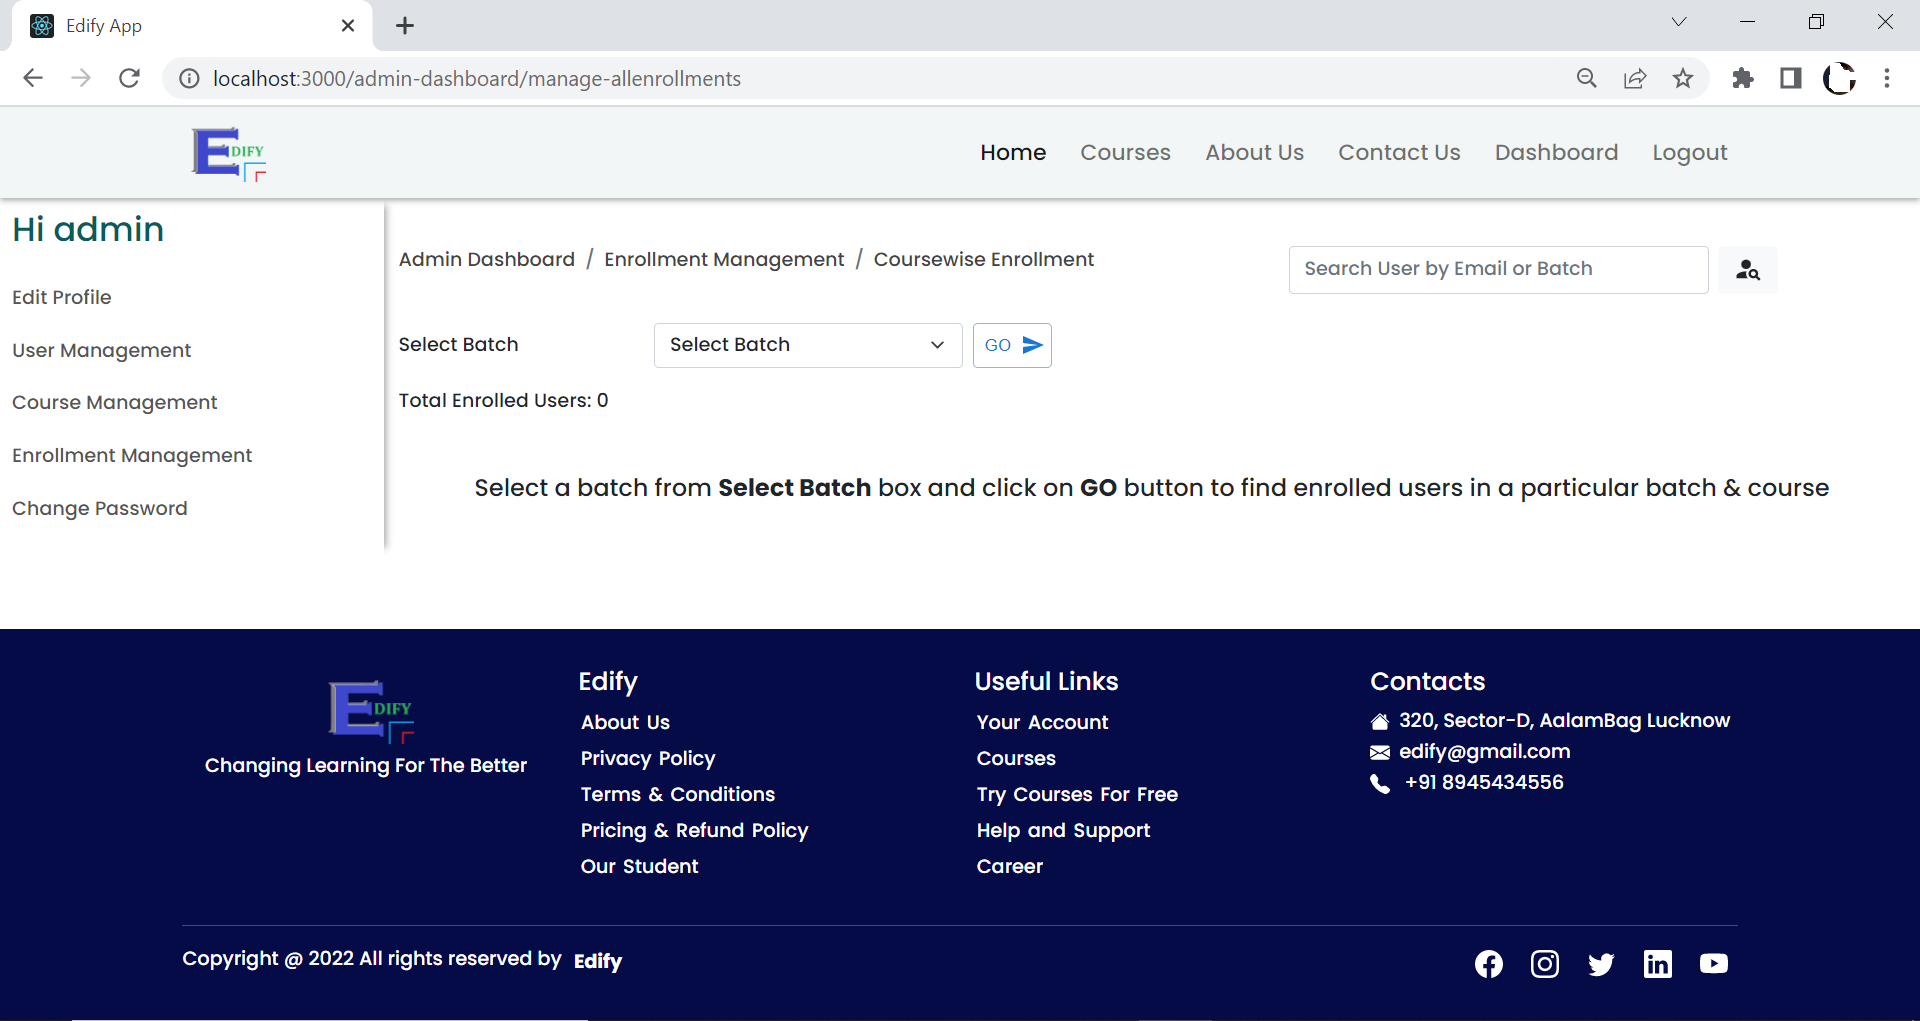 Edify App
localhost:3000/admin-dashboard/manage-allenrollments
EDIFY
Home Courses About Us Contact Us Dashboard Logout
Hi admin
Edit Profile
User Management
Course Management
Enrollment Management
Change Password
Admin Dashboard / Enrollment Management / Coursewise Enrollment
Search User by Email or Batch
Select Batch Select Batch GO
Total Enrolled Users: 0
Select a batch from Select Batch box and click on GO button to find enrolled users in a particular batch & course
EDIFY
Changing Learning For The Better
Edify
About Us
Privacy Policy
Terms & Conditions
Pricing & Refund Policy
Our Student
Useful Links
Your Account
Courses
Try Courses For Free
Help and Support
Career
Contacts
320, Sector-D, AalamBag Lucknow
edify@gmail.com
+91 8945434556
Copyright @ 2022 All rights reserved by Edify